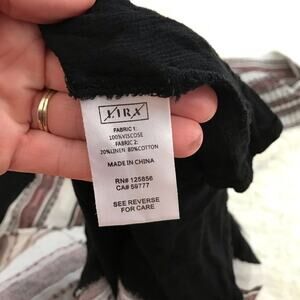 FABRIC 1:
100%VISCOSE
FABRIC 2:
20%LINEN 80%COTTON
MADE IN CHINA
RN# 125856
CA# 59777
SEE REVERSE
FOR CARE